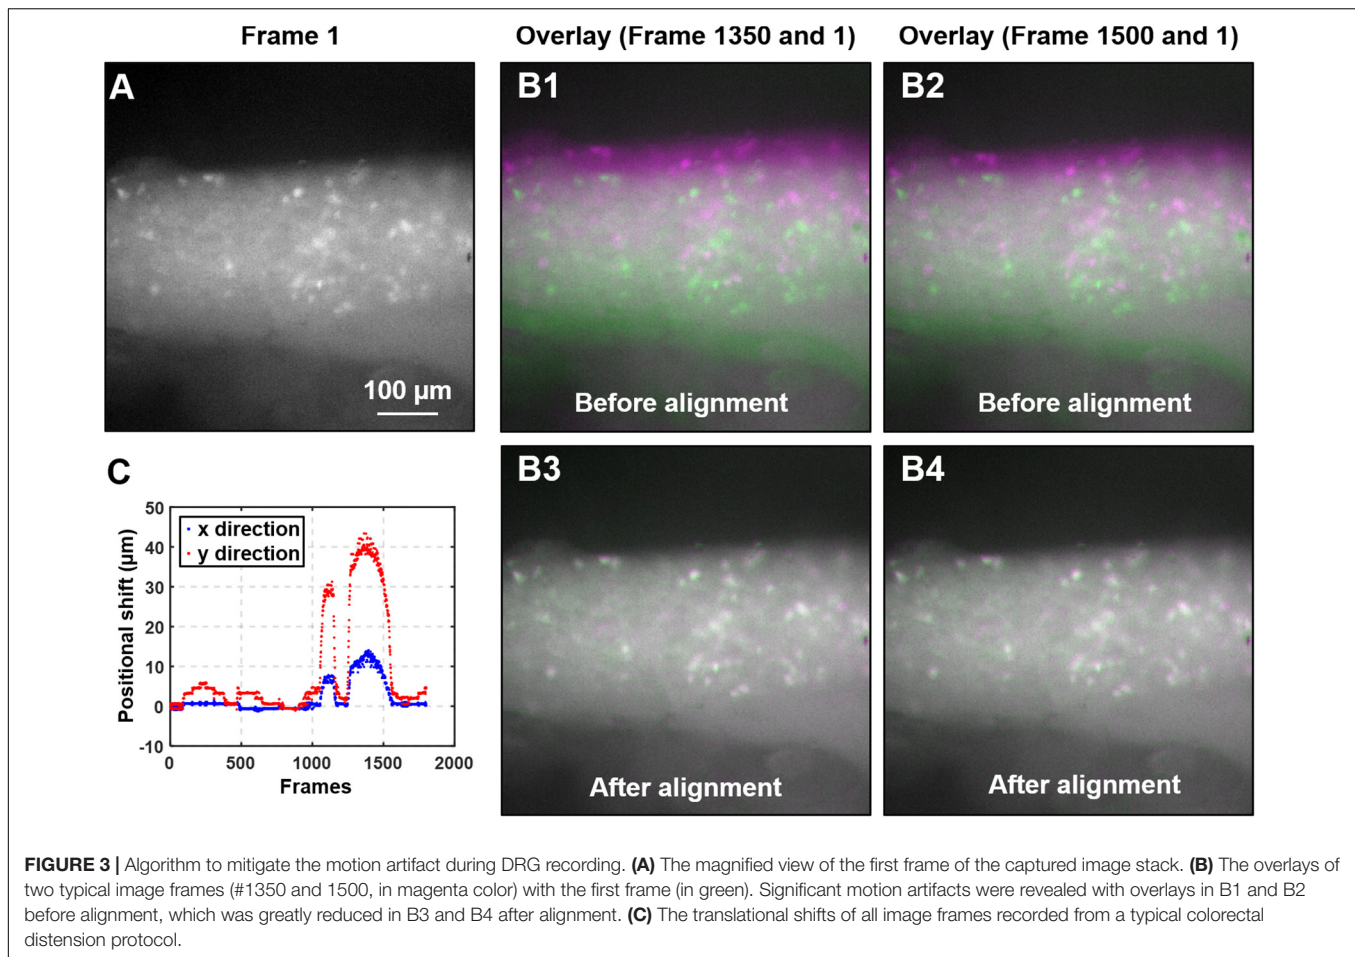 Frame 1
Overlay (Frame 1350 and 1)
Overlay (Frame 1500 and 1)
A
100 µm
B1
Before alignment
B2
Before alignment
C
Positional shift (µm)
50
40
30
20
10
0
-10
x direction
y direction
0
500
1000
1500
2000
Frames
B3
After alignment
B4
After alignment
FIGURE 3 | Algorithm to mitigate the motion artifact during DRG recording. (A) The magnified view of the first frame of the captured image stack. (B) The overlays of
two typical image frames (#1350 and 1500, in magenta color) with the first frame (in green). Significant motion artifacts were revealed with overlays in B1 and B2
before alignment, which was greatly reduced in B3 and B4 after alignment. (C) The translational shifts of all image frames recorded from a typical colorectal
distension protocol.